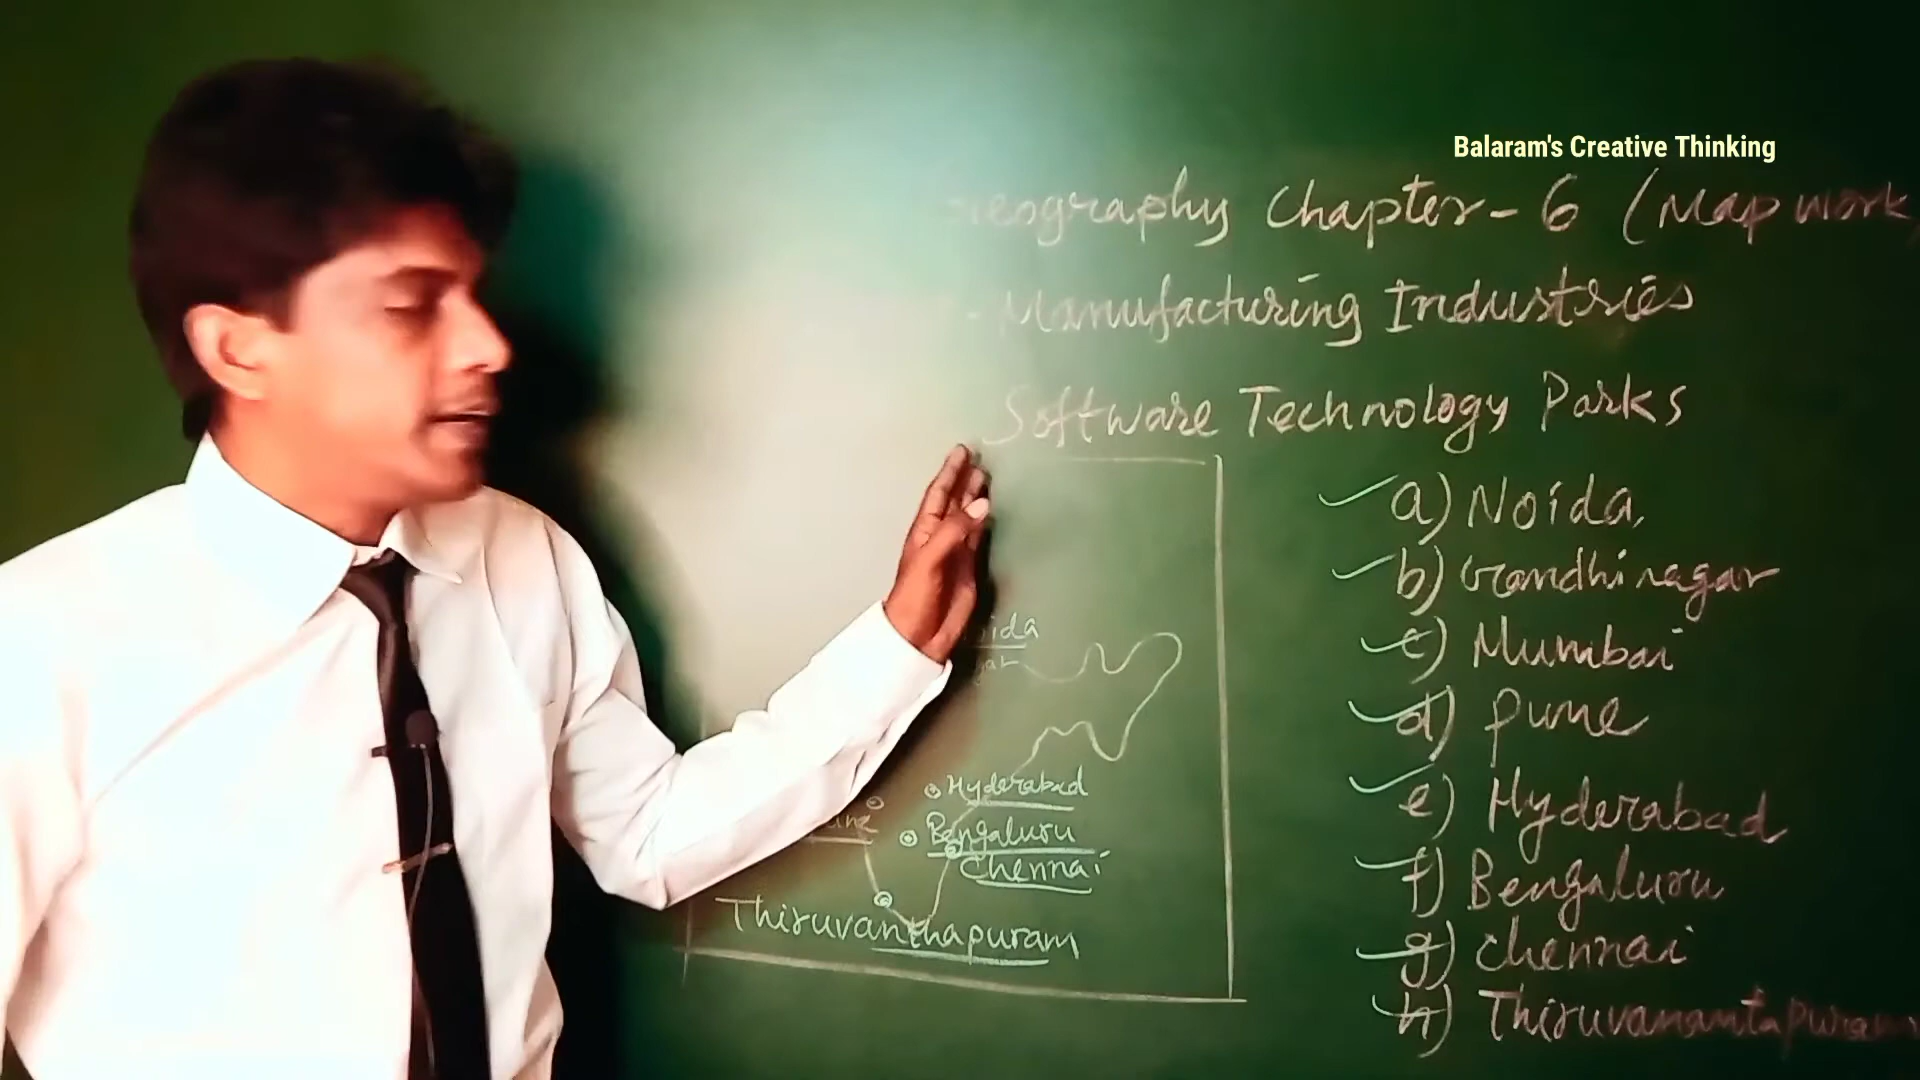 Balaram's Creative Thinking
Geography Chapter-6 (Map work)
Manufacturing Industries
Software Technology Parks
a) Noida,
b) Gandhinagar
c) Mumbai
d) Pune
e) Hyderabad
f) Bengaluru
g) Chennai
h) Thiruvanantapuram
Hyderabad
Bengaluru
Chennai
Thiruvanthapuram